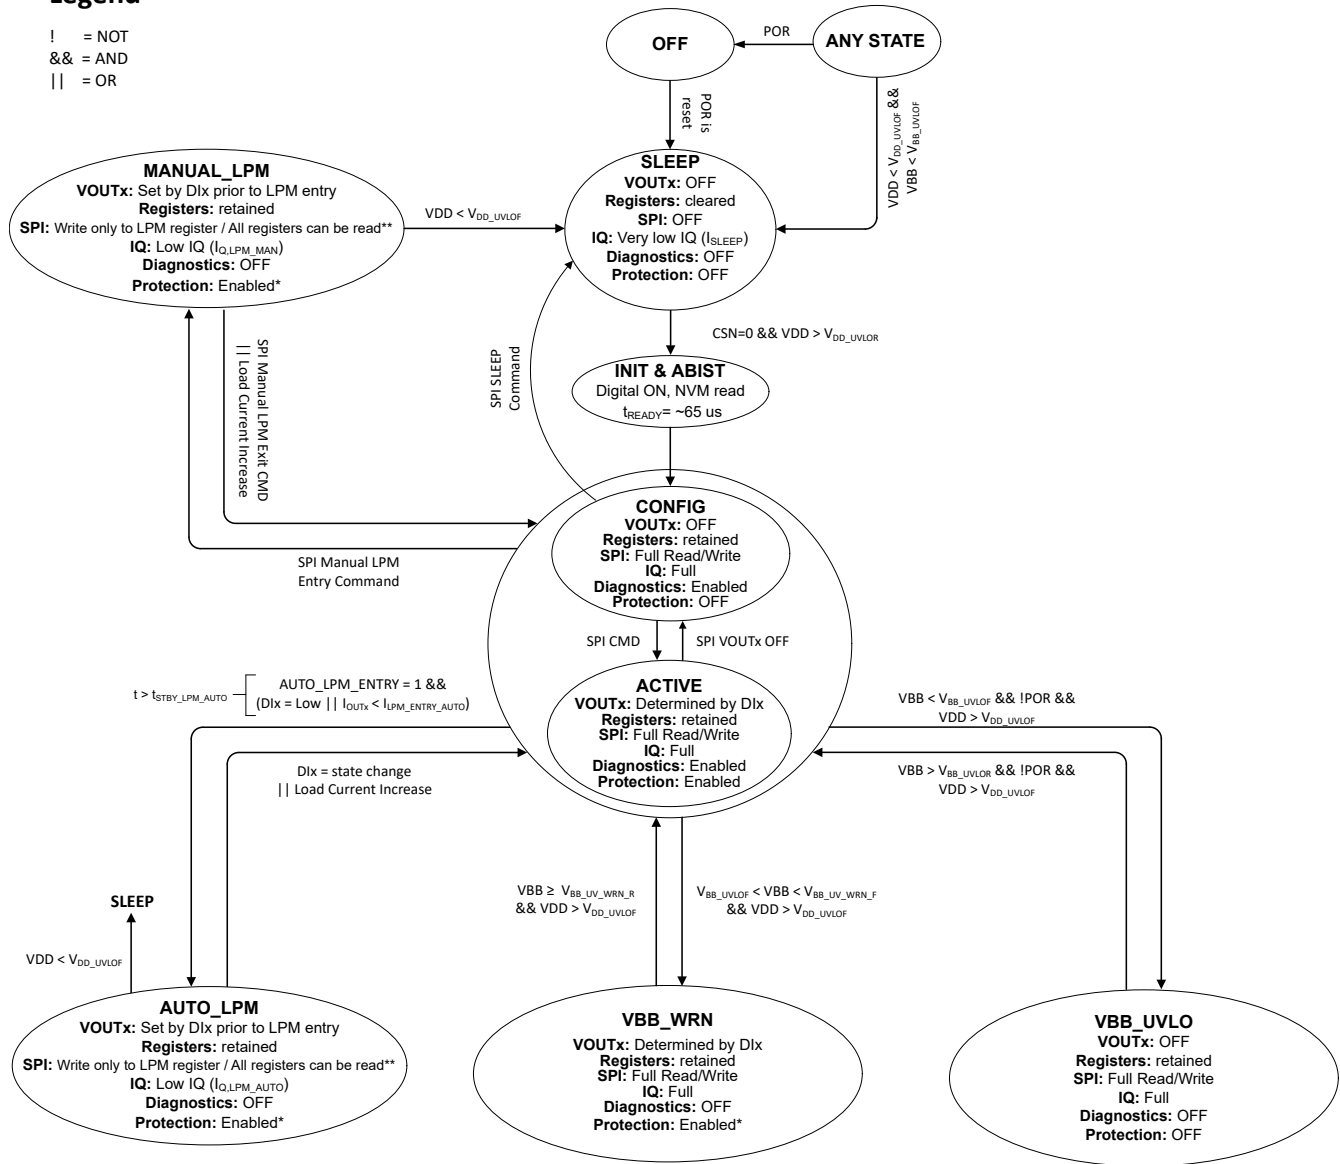 Legend
! = NOT
&& = AND
|| = OR
OFF
POR
ANY STATE
POR is
reset
VDD < VDD_UVLOF &&
VBB < VBB_UVLOF
MANUAL_LPM
VOUTx: Set by DIx prior to LPM entry
Registers: retained
SPI: Write only to LPM register / All registers can be read**
IQ: Low IQ (IQ,LPM_MAN)
Diagnostics: OFF
Protection: Enabled*
VDD < VDD_UVLOF
SLEEP
VOUTx: OFF
Registers: cleared
SPI: OFF
IQ: Very low IQ (ISLEEP)
Diagnostics: OFF
Protection: OFF
CSN=0 && VDD > VDD_UVLOR
SPI SLEEP
Command
SPI Manual LPM Exit CMD
|| Load Current Increase
INIT & ABIST
Digital ON, NVM read
tREADY= ~65 us
SPI Manual LPM
Entry Command
CONFIG
VOUTx: OFF
Registers: retained
SPI: Full Read/Write
IQ: Full
Diagnostics: Enabled
Protection: OFF
SPI CMD
SPI VOUTx OFF
t > tSTBY_LPM_AUTO
AUTO_LPM_ENTRY = 1 &&
(DIx = Low || IOUTx < ILPM_ENTRY_AUTO)
ACTIVE
VOUTx: Determined by DIx
Registers: retained
SPI: Full Read/Write
IQ: Full
Diagnostics: Enabled
Protection: Enabled
VBB < VBB_UVLOF && !POR &&
VDD > VDD_UVLOF
DIx = state change
|| Load Current Increase
VBB > VBB_UVLOR && !POR &&
VDD > VDD_UVLOF
VBB ≥ VBB_UV_WRN_R
&& VDD > VDD_UVLOF
VBB_UVLOF < VBB < VBB_UV_WRN_F
&& VDD > VDD_UVLOF
SLEEP
VDD < VDD_UVLOF
AUTO_LPM
VOUTx: Set by DIx prior to LPM entry
Registers: retained
SPI: Write only to LPM register / All registers can be read**
IQ: Low IQ (IQ,LPM_AUTO)
Diagnostics: OFF
Protection: Enabled*
VBB_WRN
VOUTx: Determined by DIx
Registers: retained
SPI: Full Read/Write
IQ: Full
Diagnostics: OFF
Protection: Enabled*
VBB_UVLO
VOUTx: OFF
Registers: retained
SPI: Full Read/Write
IQ: Full
Diagnostics: OFF
Protection: OFF